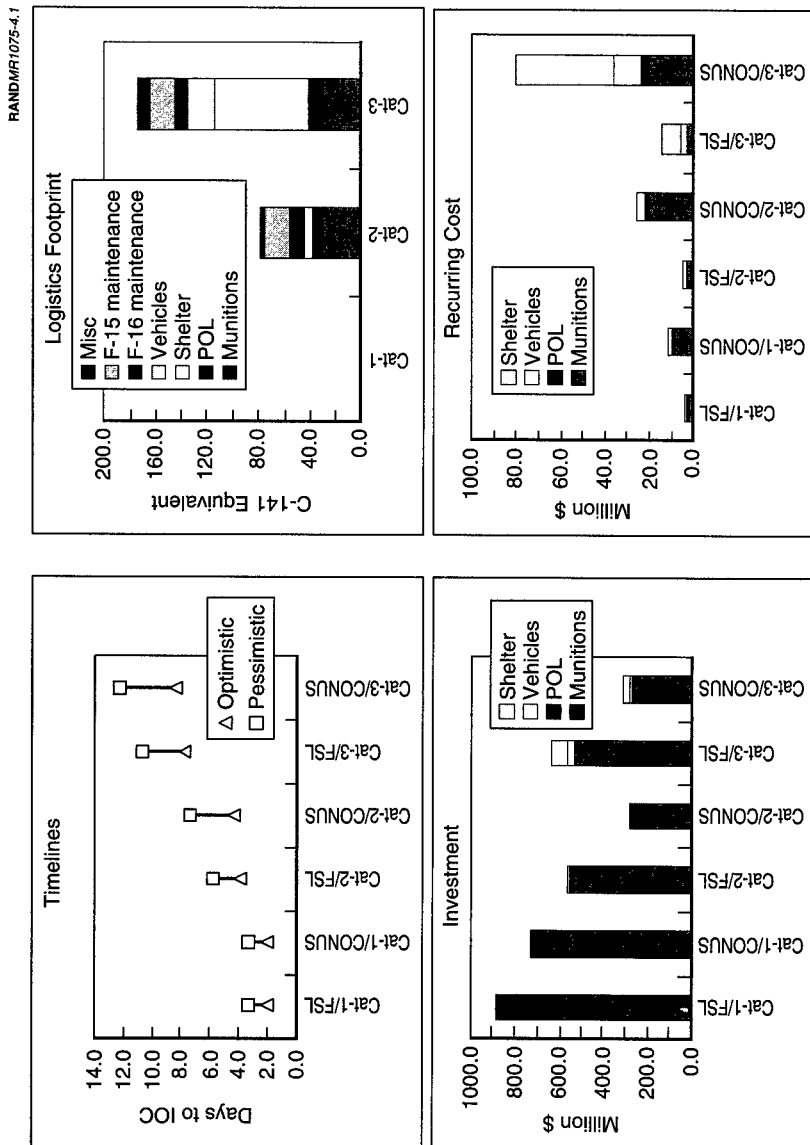 RANDMR1075-4.1
Timelines
Days to IOC
14.0
12.0
10.0
8.0
6.0
4.0
2.0
0.0
Optimistic
Pessimistic
Cat-1/FSL
Cat-1/CONUS
Cat-2/FSL
Cat-2/CONUS
Cat-3/FSL
Cat-3/CONUS
Logistics Footprint
C-141 Equivalent
200.0
160.0
120.0
80.0
40.0
0.0
Misc
F-15 maintenance
F-16 maintenance
Vehicles
Shelter
POL
Munitions
Cat-1
Cat-2
Cat-3
Investment
Million $
1000.0
800.0
600.0
400.0
200.0
0.0
Shelter
Vehicles
POL
Munitions
Cat-1/FSL
Cat-1/CONUS
Cat-2/FSL
Cat-2/CONUS
Cat-3/FSL
Cat-3/CONUS
Recurring Cost
Million $
100.0
80.0
60.0
40.0
20.0
0.0
Shelter
Vehicles
POL
Munitions
Cat-1/FSL
Cat-1/CONUS
Cat-2/FSL
Cat-2/CONUS
Cat-3/FSL
Cat-3/CONUS